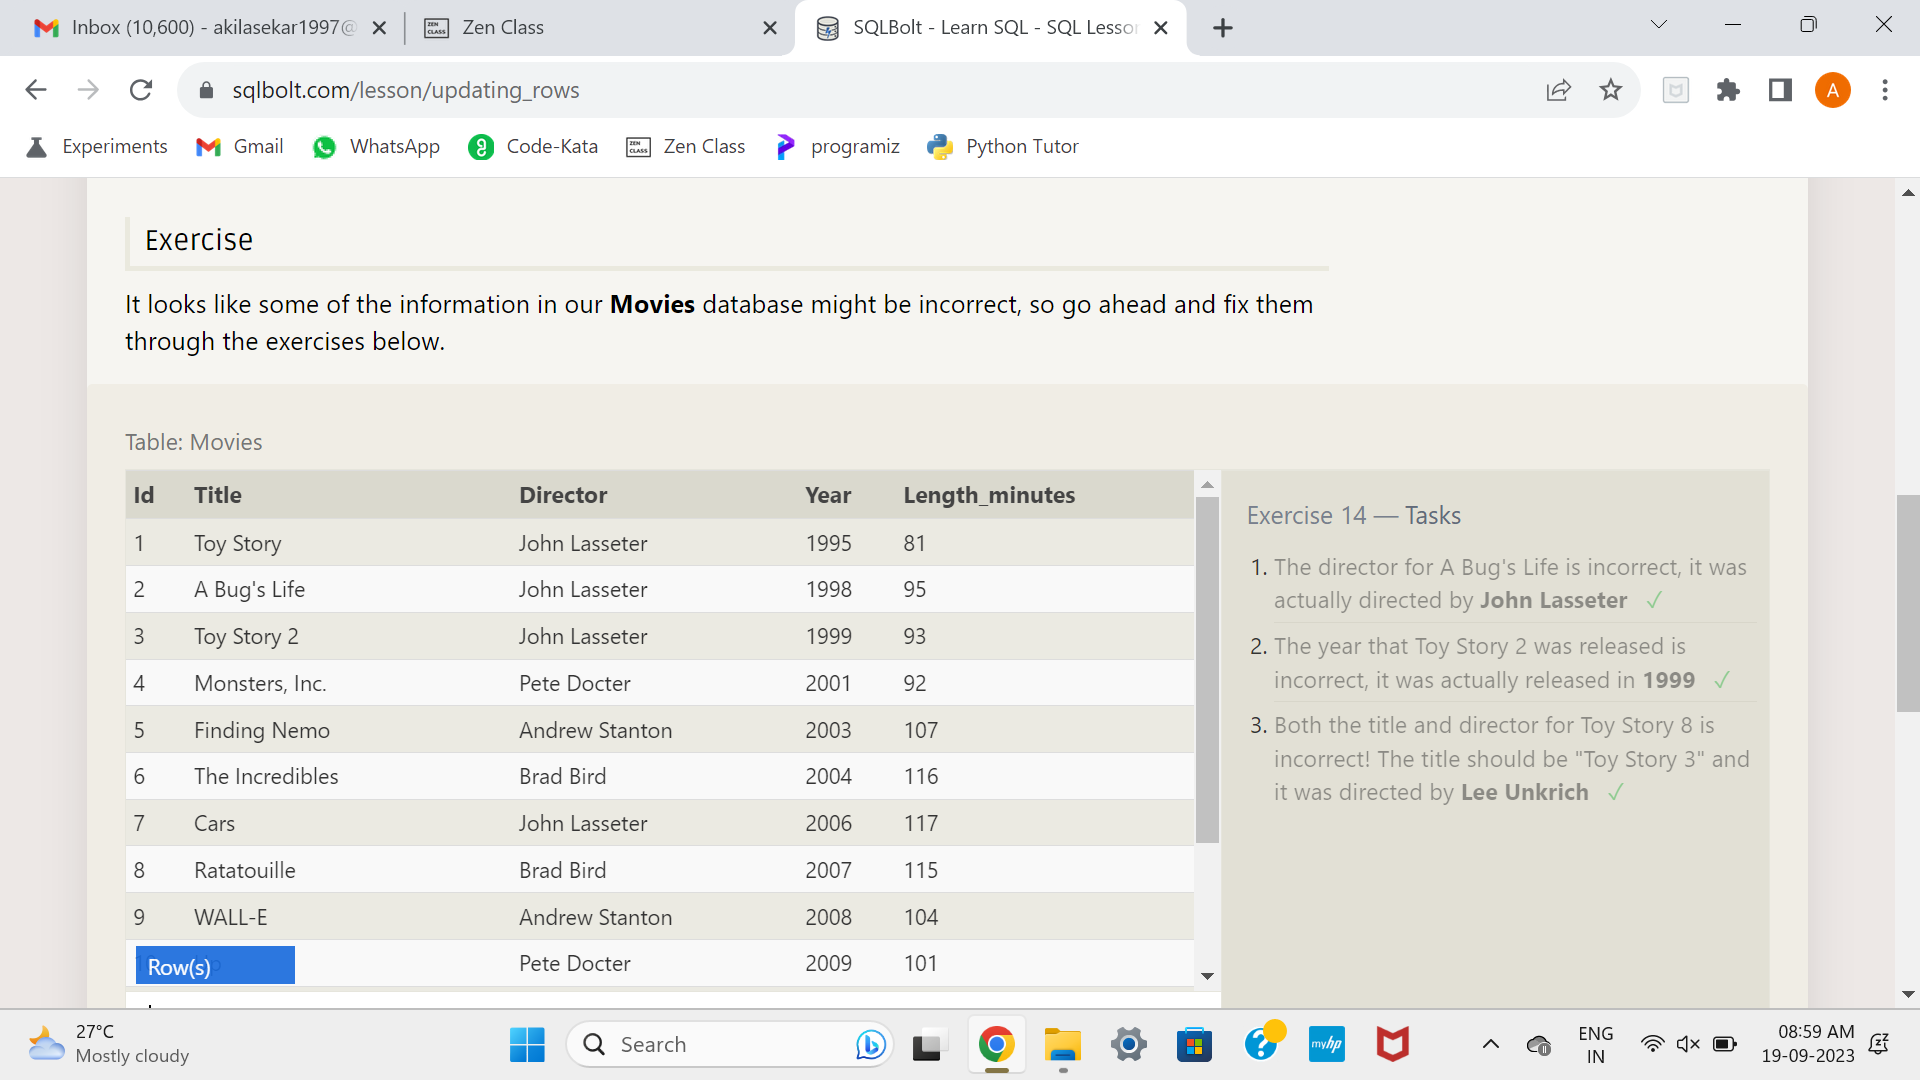 Inbox (10,600) - akilasekar1997@
ZEN CLASS Zen Class
SQLBolt - Learn SQL - SQL Lesson
sqlbolt.com/lesson/updating_rows
A
Experiments
Gmail
WhatsApp
Code-Kata
ZEN CLASS Zen Class
programiz
Python Tutor
Exercise
It looks like some of the information in our Movies database might be incorrect, so go ahead and fix them
through the exercises below.
Table: Movies
Id Title Director Year Length_minutes
1 Toy Story John Lasseter 1995 81
2 A Bug's Life John Lasseter 1998 95
3 Toy Story 2 John Lasseter 1999 93
4 Monsters, Inc. Pete Docter 2001 92
5 Finding Nemo Andrew Stanton 2003 107
6 The Incredibles Brad Bird 2004 116
7 Cars John Lasseter 2006 117
8 Ratatouille Brad Bird 2007 115
9 WALL-E Andrew Stanton 2008 104
Row(s) Pete Docter 2009 101
Exercise 14 — Tasks
1. The director for A Bug's Life is incorrect, it was
actually directed by John Lasseter ✓
2. The year that Toy Story 2 was released is
incorrect, it was actually released in 1999 ✓
3. Both the title and director for Toy Story 8 is
incorrect! The title should be "Toy Story 3" and
it was directed by Lee Unkrich ✓
27°C
Mostly cloudy
Search
myhp
ENG
IN
08:59 AM
19-09-2023